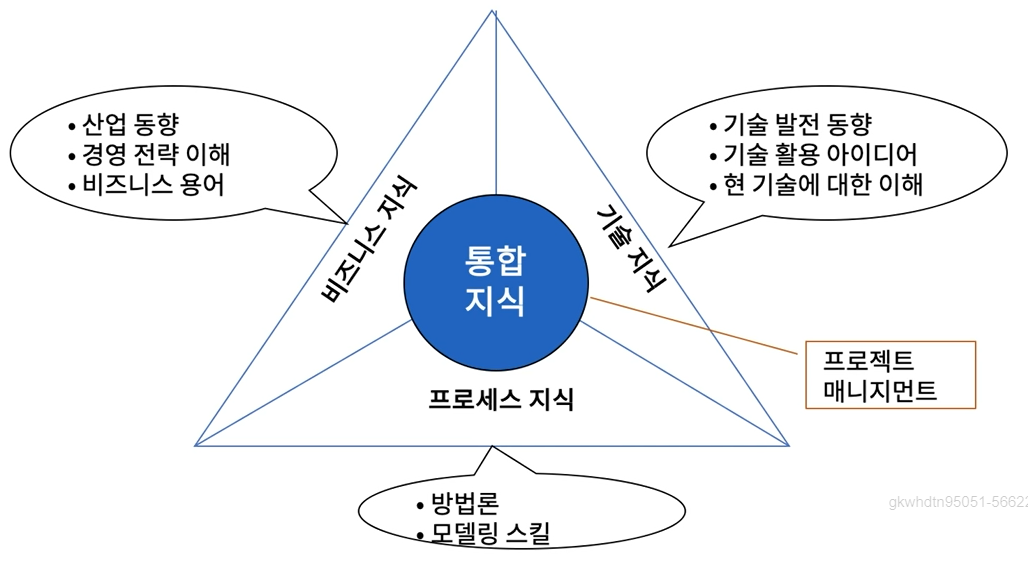 • 산업 동향
• 경영 전략 이해
• 비즈니스 용어
• 기술 발전 동향
• 기술 활용 아이디어
• 현 기술에 대한 이해
비즈니스 지식
기술 지식
통합
지식
프로젝트
매니지먼트
프로세스 지식
• 방법론
• 모델링 스킬
gkwhdtn95051-56622